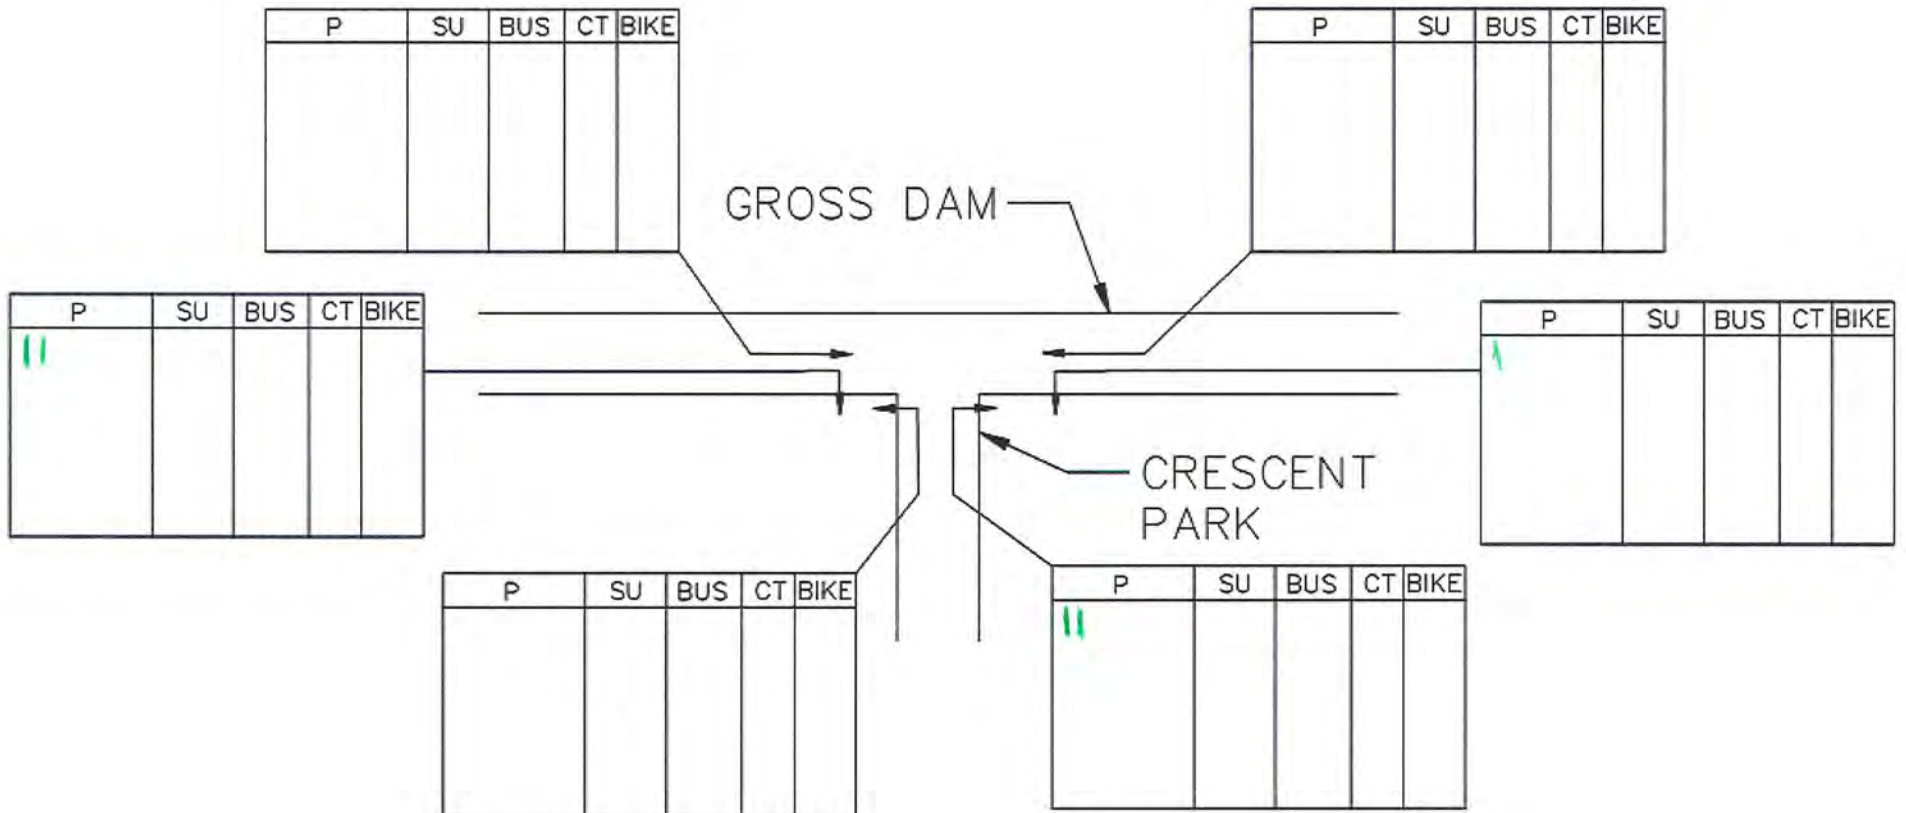 P SU BUS CT BIKE
P SU BUS CT BIKE
GROSS DAM
P SU BUS CT BIKE
||
P SU BUS CT BIKE
|
CRESCENT
PARK
P SU BUS CT BIKE
P SU BUS CT BIKE
||